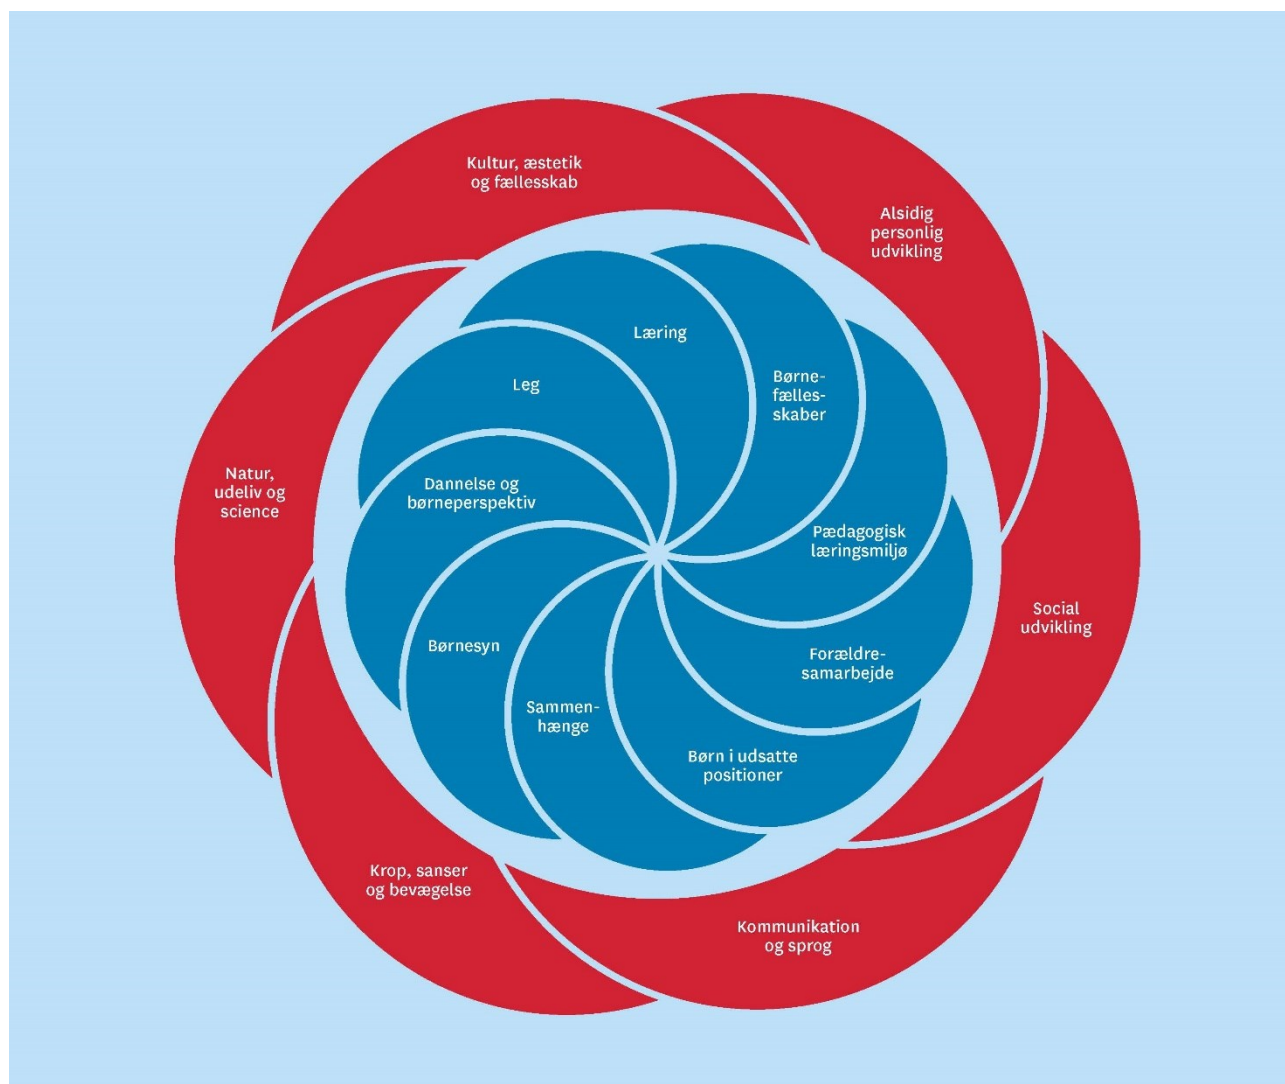 Kultur, æstetik
og fællesskab
Alsidig
personlig
udvikling
Social
udvikling
Kommunikation
og sprog
Krop, sanser
og bevægelse
Natur,
udeliv og
science
Læring
Børne-
fælles-
skaber
Pædagogisk
læringsmiljø
Forældre-
samarbejde
Børn i udsatte
positioner
Sammen-
hænge
Børnesyn
Dannelse og
børneperspektiv
Leg